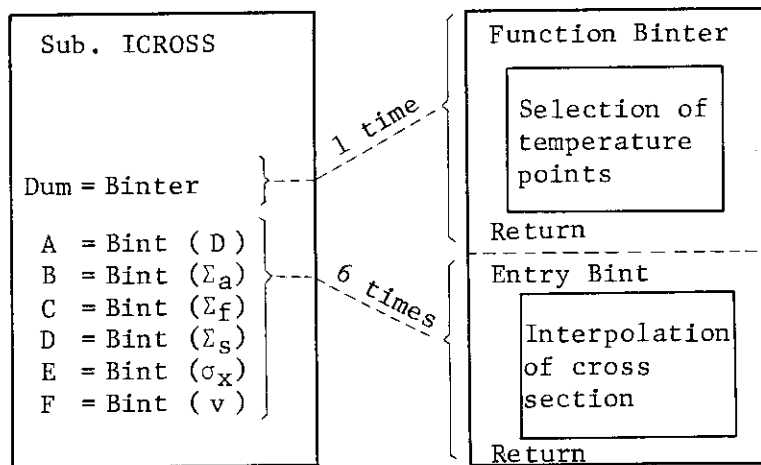 Sub. ICROSS
Dum = Binter
A = Bint (D)
B = Bint (Σa)
C = Bint (Σf)
D = Bint (Σs)
E = Bint (σx)
F = Bint (v)
1 time
6 times
Function Binter
Selection of
temperature
points
Return
Entry Bint
Interpolation
of cross
section
Return